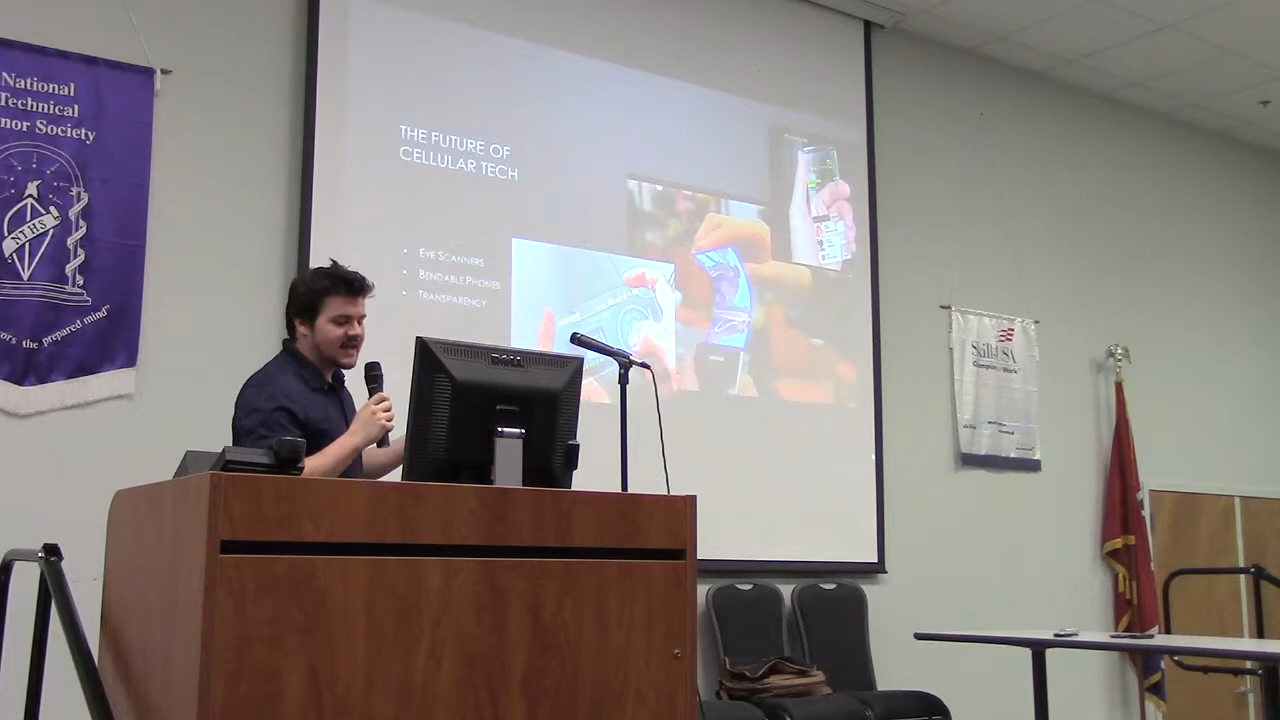 National
Technical
nor Society
NTHS
ors the prepared mind"
THE FUTURE OF
CELLULAR TECH
• EYE SCANNERS
• BENDABLE PHONES
• TRANSPARENCY
DELL
SkillsUSA